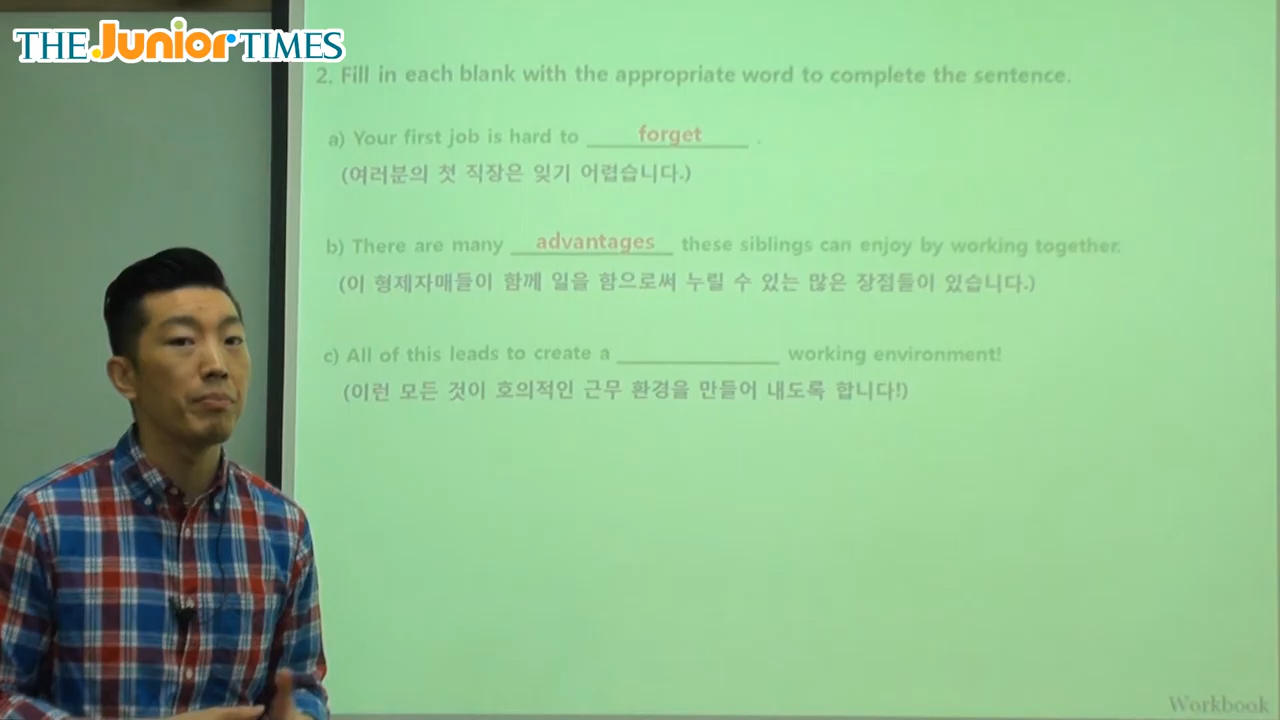 THE Junior TIMES
2. Fill in each blank with the appropriate word to complete the sentence.
a) Your first job is hard to forget .
(여러분의 첫 직장은 잊기 어렵습니다.)
b) There are many advantages these siblings can enjoy by working together.
(이 형제자매들이 함께 일을 함으로써 누릴 수 있는 많은 장점들이 있습니다.)
c) All of this leads to create a ____________ working environment!
(이런 모든 것이 호의적인 근무 환경을 만들어 내도록 합니다!)
Workbook